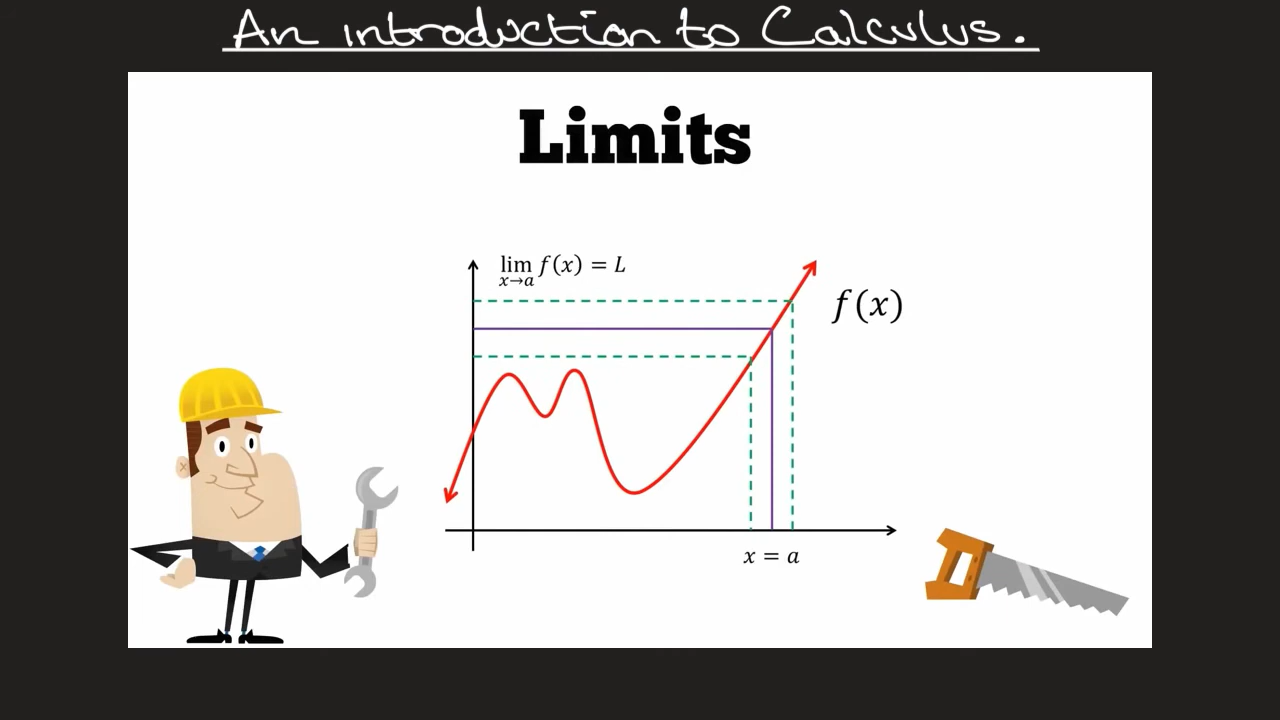 An introduction to Calculus.
Limits
lim f(x) = L
x→a
f(x)
x = a